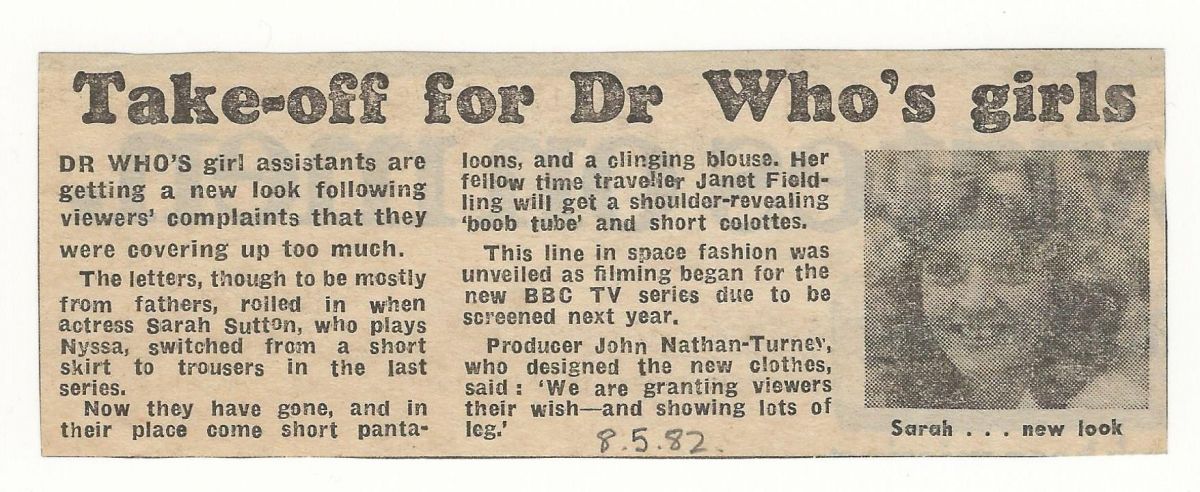 Take-off for Dr Who's girls
DR WHO'S girl assistants are
getting a new look following
viewers' complaints that they
were covering up too much.
The letters, though to be mostly
from fathers, rolled in when
actress Sarah Sutton, who plays
Nyssa, switched from a short
skirt to trousers in the last
series.
Now they have gone, and in
their place come short panta-
loons, and a clinging blouse. Her
fellow time traveller Janet Field-
ling will get a shoulder-revealing
'boob tube' and short colottes.
This line in space fashion was
unveiled as filming began for the
new BBC TV series due to be
screened next year.
Producer John Nathan-Turney,
who designed the new clothes,
said : 'We are granting viewers
their wish—and showing lots of
leg.'
8.5.82.
Sarah . . . new look